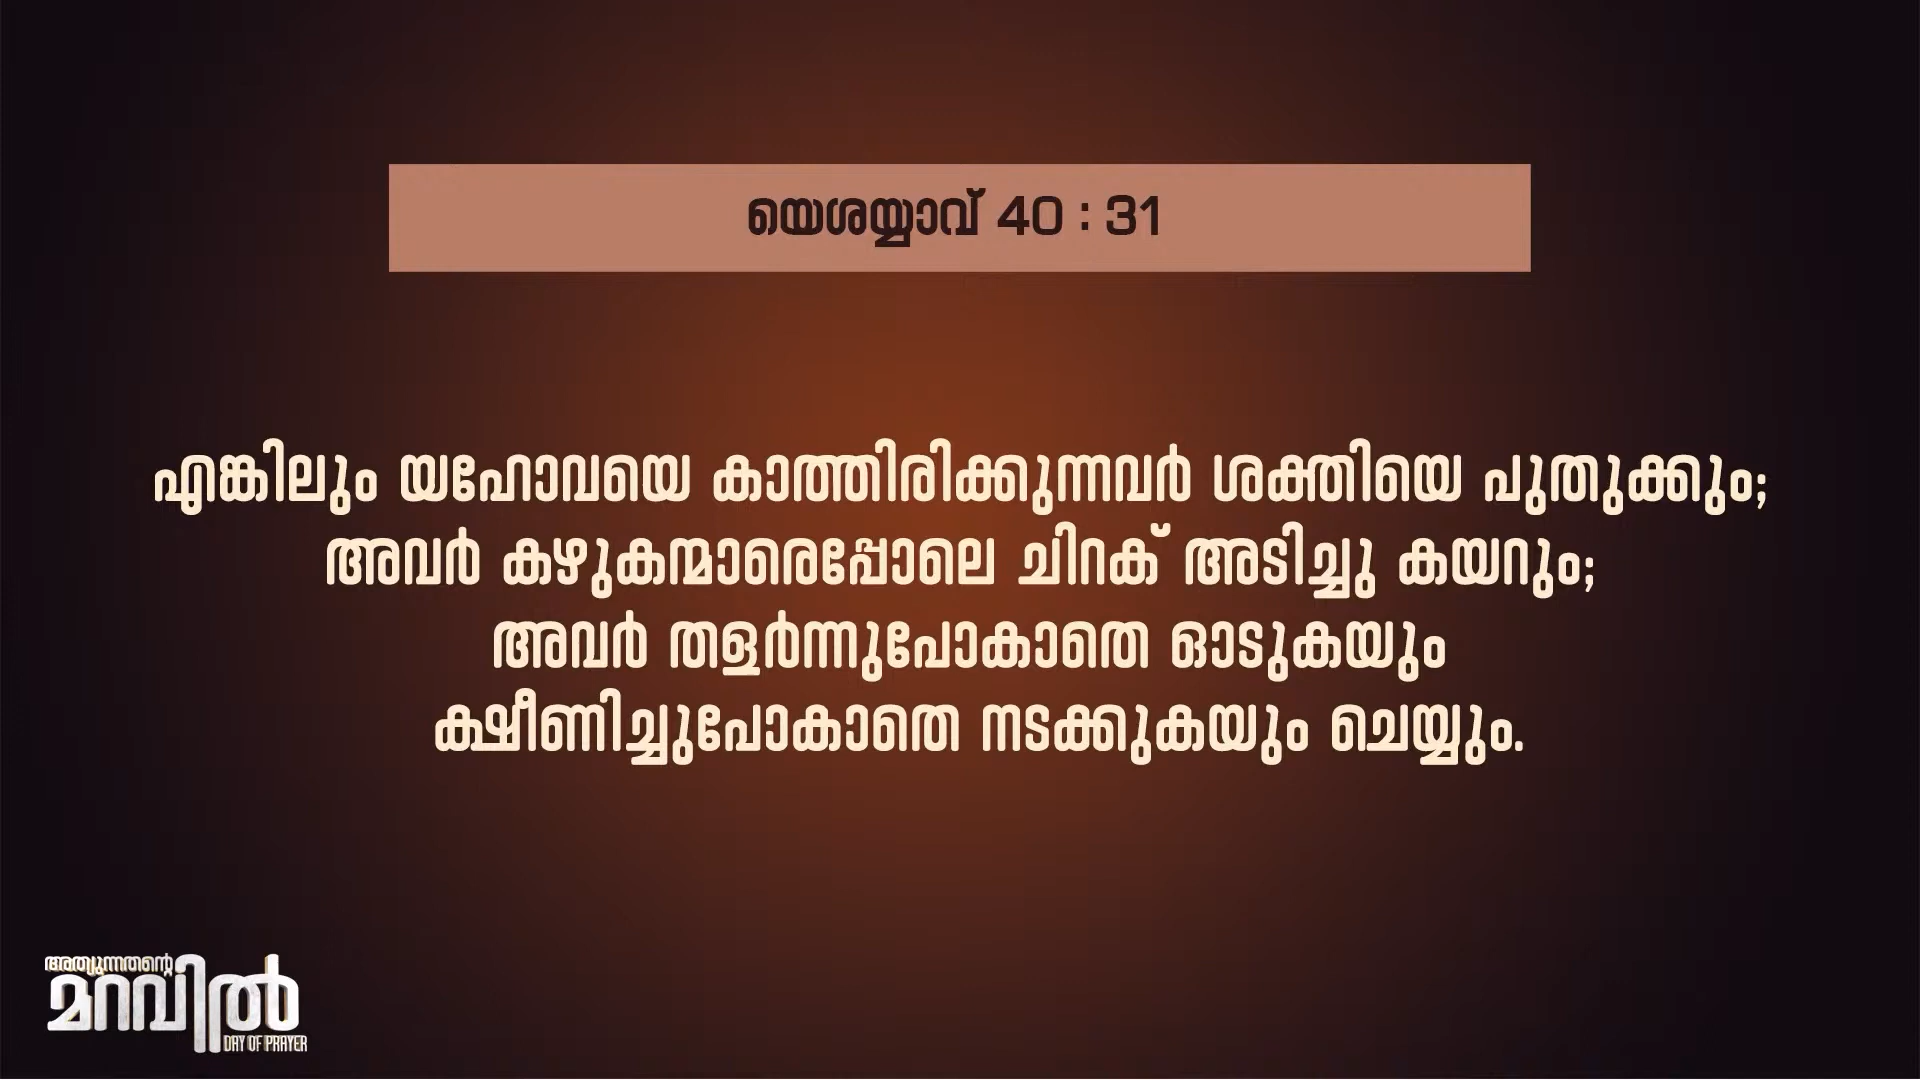 യെശയ്യാവ് 40 : 31
എങ്കിലും യഹോവയെ കാത്തിരിക്കുന്നവർ ശക്തിയെ പുതുക്കും;
അവർ കഴുകന്മാരെപ്പോലെ ചിറക് അടിച്ചു കയറും;
അവർ തളർന്നുപോകാതെ ഓടുകയും
ക്ഷീണിച്ചുപോകാതെ നടക്കുകയും ചെയ്യും.
അത്യുന്നതന്റെ
മറവിൽ
DAY OF PRAYER